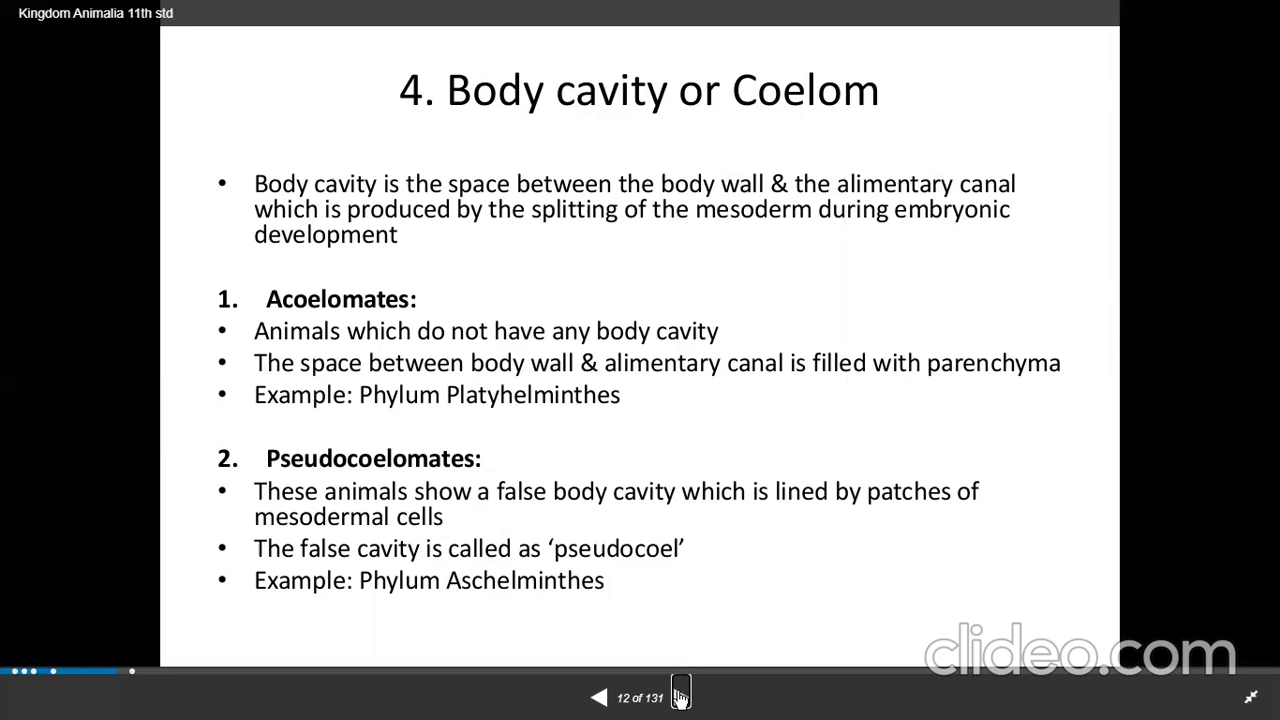 Kingdom Animalia 11th std
4. Body cavity or Coelom
• Body cavity is the space between the body wall & the alimentary canal
which is produced by the splitting of the mesoderm during embryonic
development
1. Acoelomates:
• Animals which do not have any body cavity
• The space between body wall & alimentary canal is filled with parenchyma
• Example: Phylum Platyhelminthes
2. Pseudocoelomates:
• These animals show a false body cavity which is lined by patches of
mesodermal cells
• The false cavity is called as ‘pseudocoel’
• Example: Phylum Aschelminthes
clideo.com
12 of 131